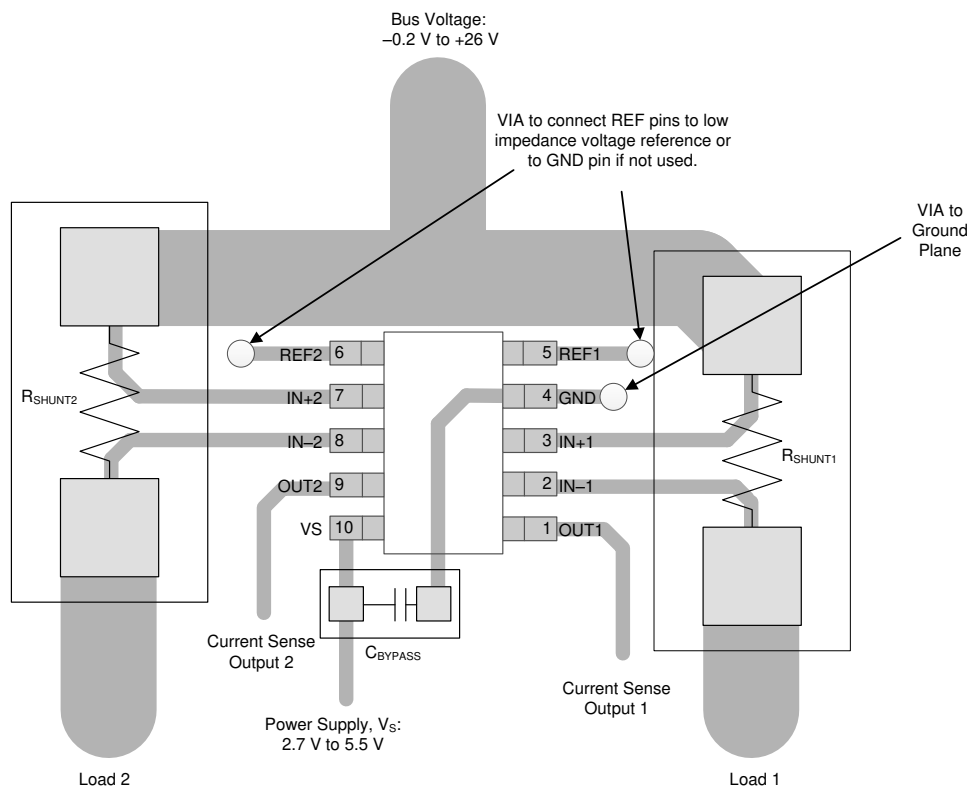 Bus Voltage:
–0.2 V to +26 V
VIA to connect REF pins to low
impedance voltage reference or
to GND pin if not used.
VIA to
Ground
Plane
REF2 6
5 REF1
RSHUNT2
IN+2 7
4 GND
IN–2 8
3 IN+1
RSHUNT1
OUT2 9
2 IN–1
VS 10
1 OUT1
Current Sense
Output 2
CBYPASS
Current Sense
Output 1
Power Supply, VS:
2.7 V to 5.5 V
Load 2
Load 1